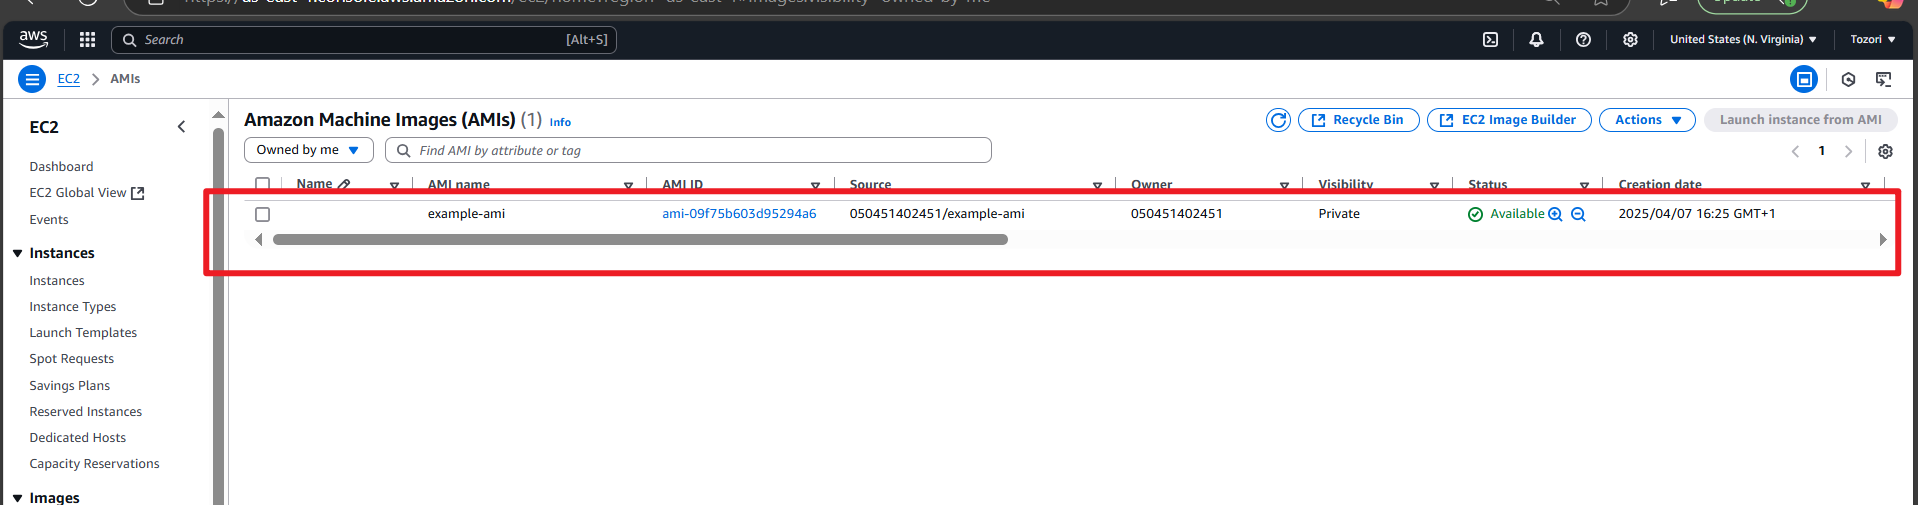 aws Search [Alt+S] United States (N. Virginia) Tozori
EC2 AMIs
EC2
Dashboard
EC2 Global View
Events
Instances
Instances
Instance Types
Launch Templates
Spot Requests
Savings Plans
Reserved Instances
Dedicated Hosts
Capacity Reservations
Images
Amazon Machine Images (AMIs) (1) Info Recycle Bin EC2 Image Builder Actions Launch instance from AMI
Owned by me Find AMI by attribute or tag 1
Name AMI name AMI ID Source Owner Visibility Status Creation date
example-ami ami-09f75b603d95294a6 050451402451/example-ami 050451402451 Private Available 2025/04/07 16:25 GMT+1